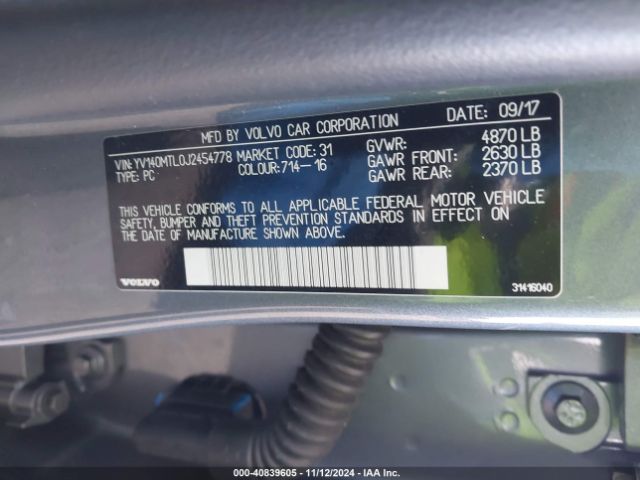 MFD BY VOLVO CAR CORPORATION DATE: 09/17
VIN:YV140MTL0J2454778 MARKET CODE: 31 GVWR: 4870 LB
TYPE: PC COLOUR:714-16 GAWR FRONT: 2630 LB
GAWR REAR: 2370 LB
THIS VEHICLE CONFORMS TO ALL APPLICABLE FEDERAL MOTOR VEHICLE
SAFETY, BUMPER AND THEFT PREVENTION STANDARDS IN EFFECT ON
THE DATE OF MANUFACTURE SHOWN ABOVE.
VOLVO 31416040
000-40839605 - 11/12/2024 - IAA Inc.